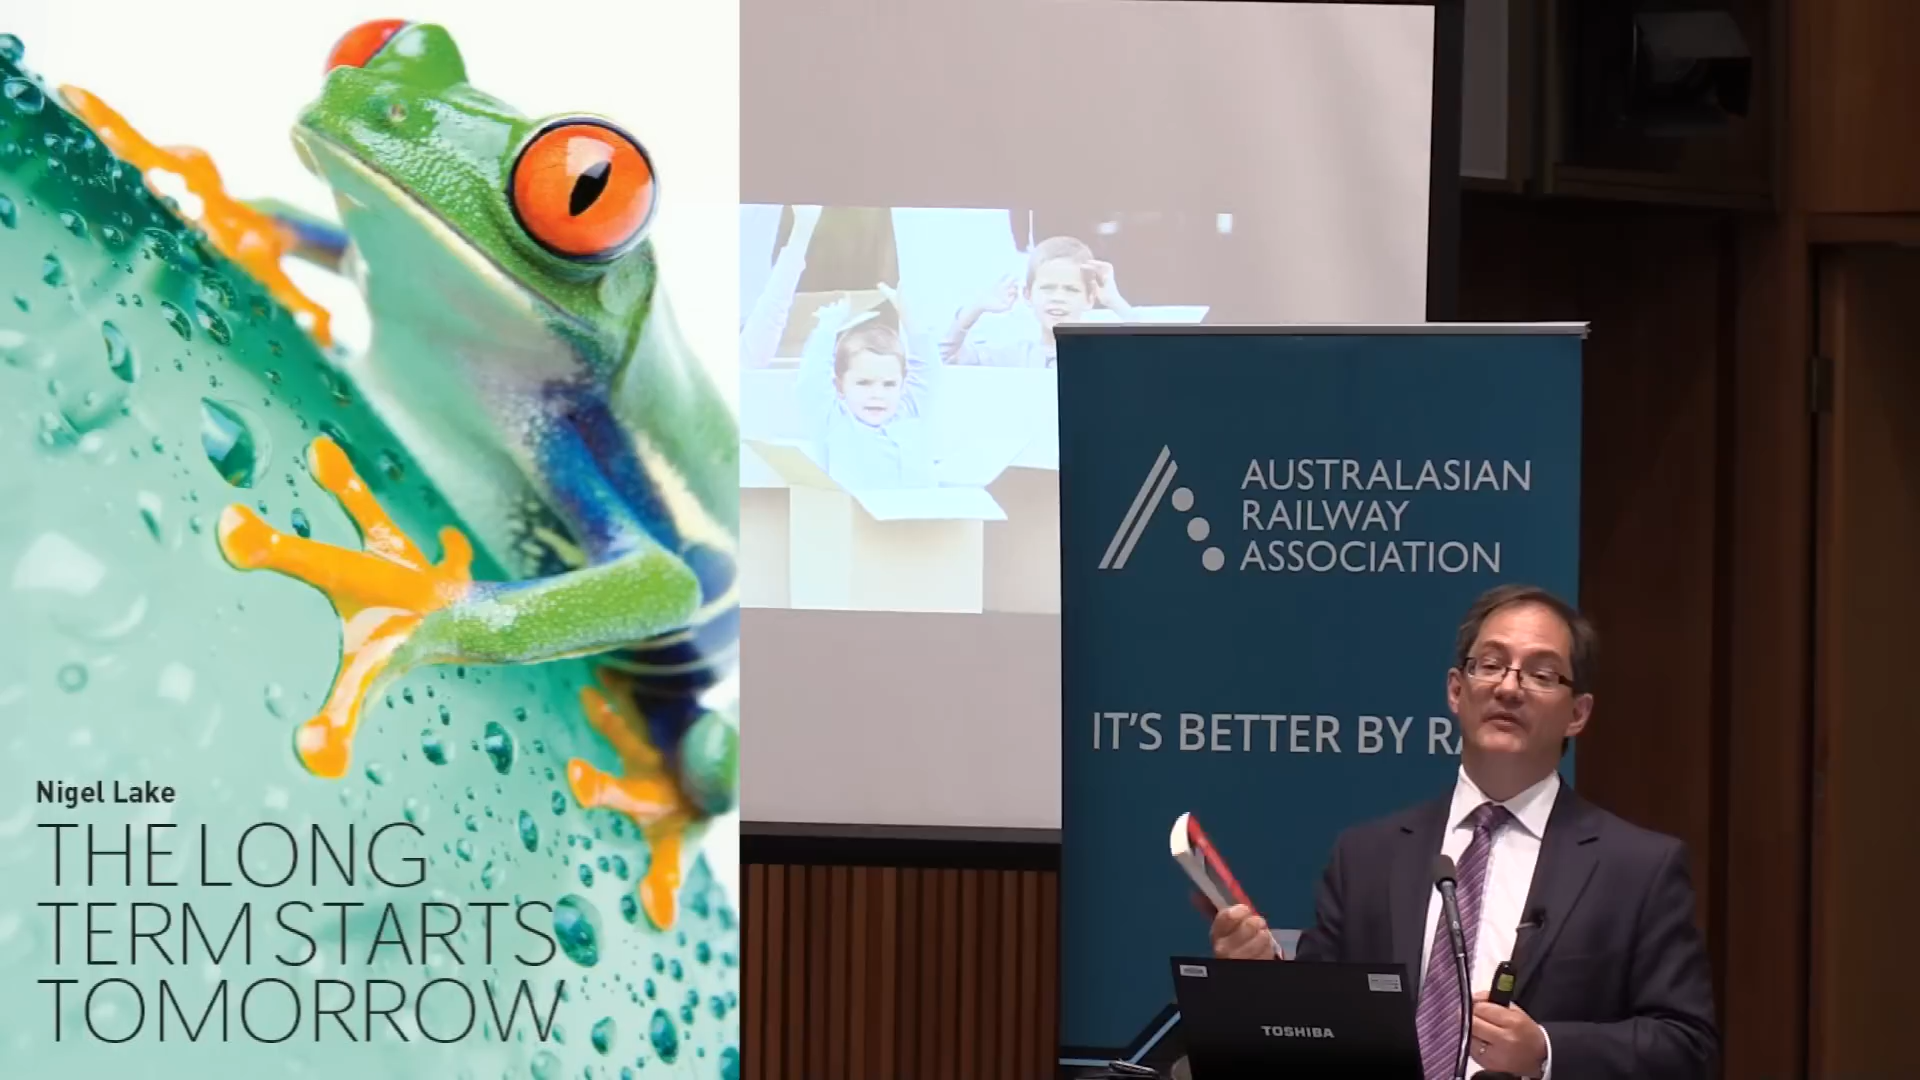 Nigel Lake
THE LONG
TERM STARTS
TOMORROW
AUSTRALASIAN
RAILWAY
ASSOCIATION
IT'S BETTER BY RA
TOSHIBA